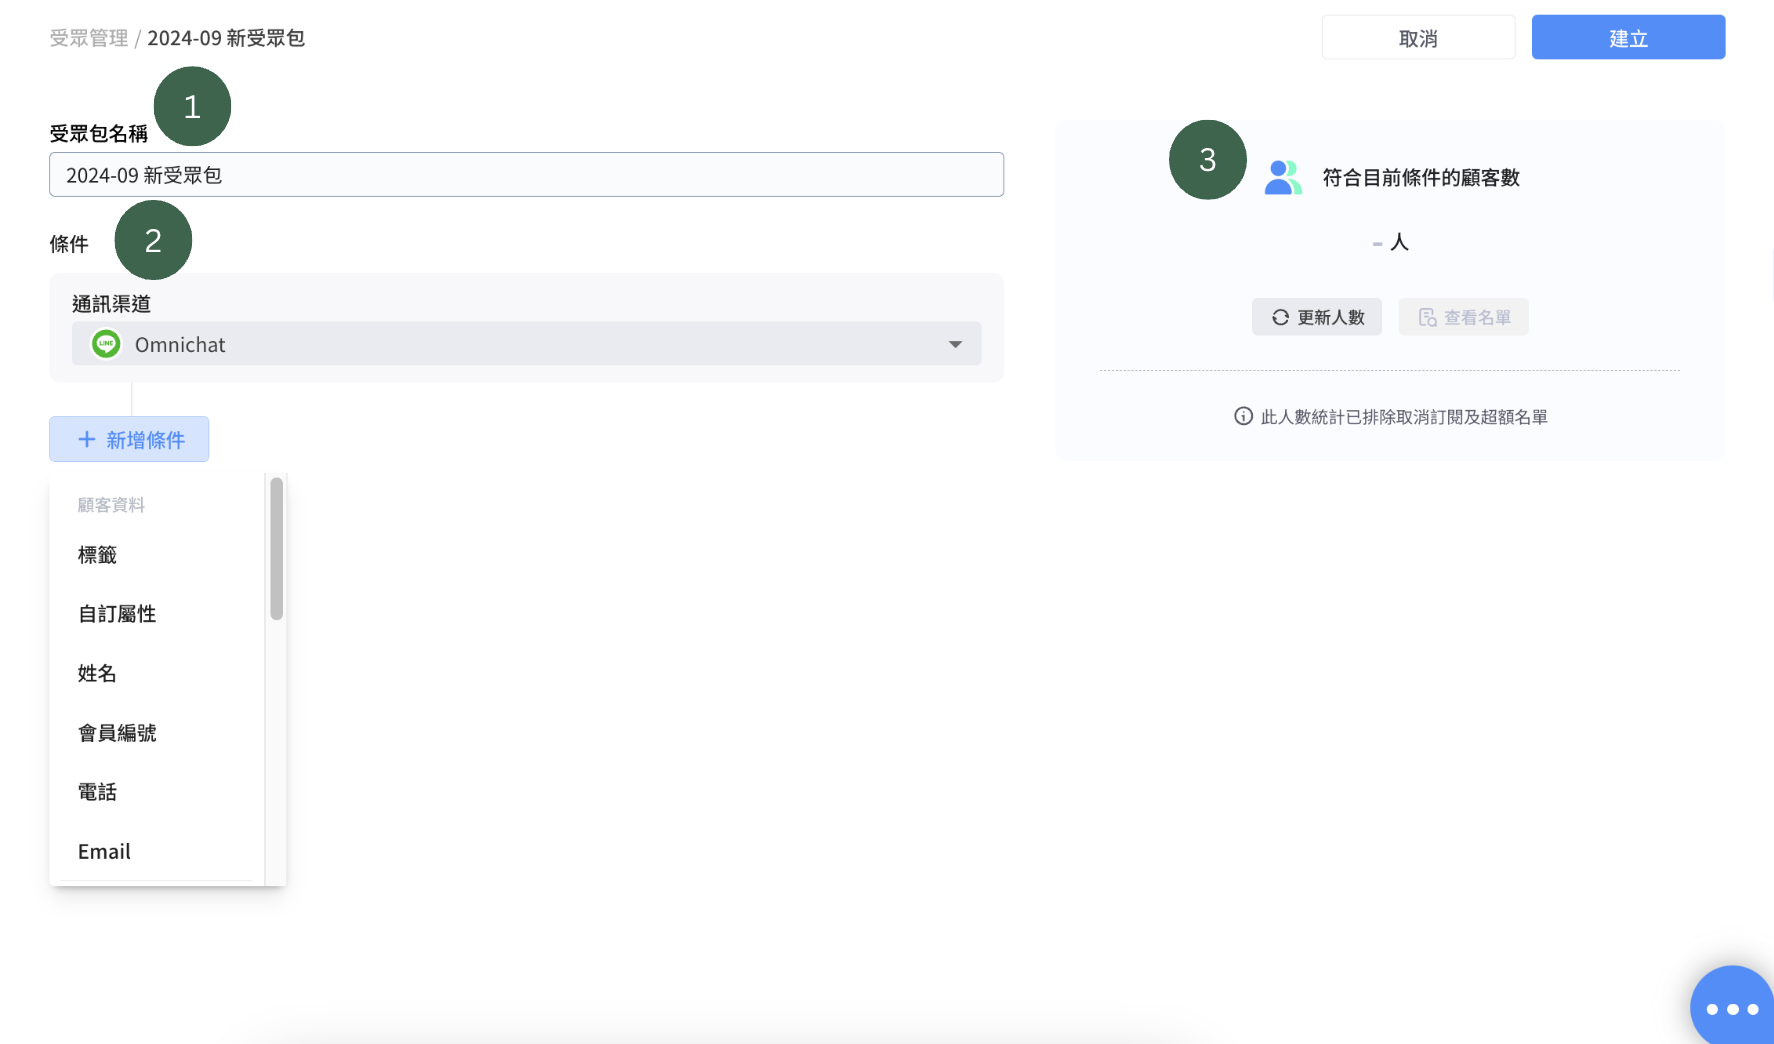 受眾管理 / 2024-09 新受眾包
取消
建立
1
受眾包名稱
2024-09 新受眾包
2
條件
通訊渠道
LINE
Omnichat
+ 新增條件
顧客資料
標籤
自訂屬性
姓名
會員編號
電話
Email
3
符合目前條件的顧客數
- 人
更新人數
查看名單
此人數統計已排除取消訂閱及超額名單